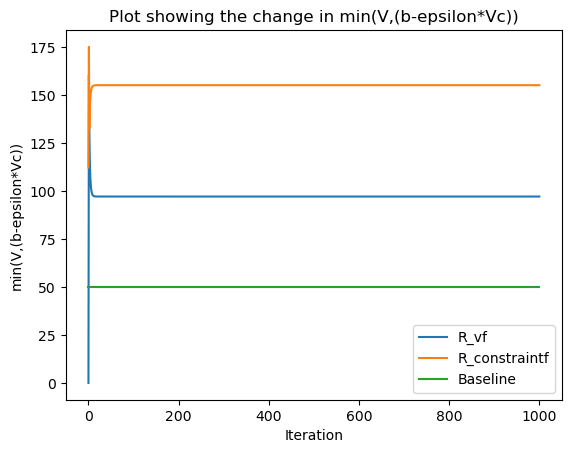 Plot showing the change in min(V,(b-epsilon*Vc))
min(V,(b-epsilon*Vc))
175
150
125
100
75
50
25
0
0 200 400 600 800 1000
Iteration
R_vf
R_constraintf
Baseline